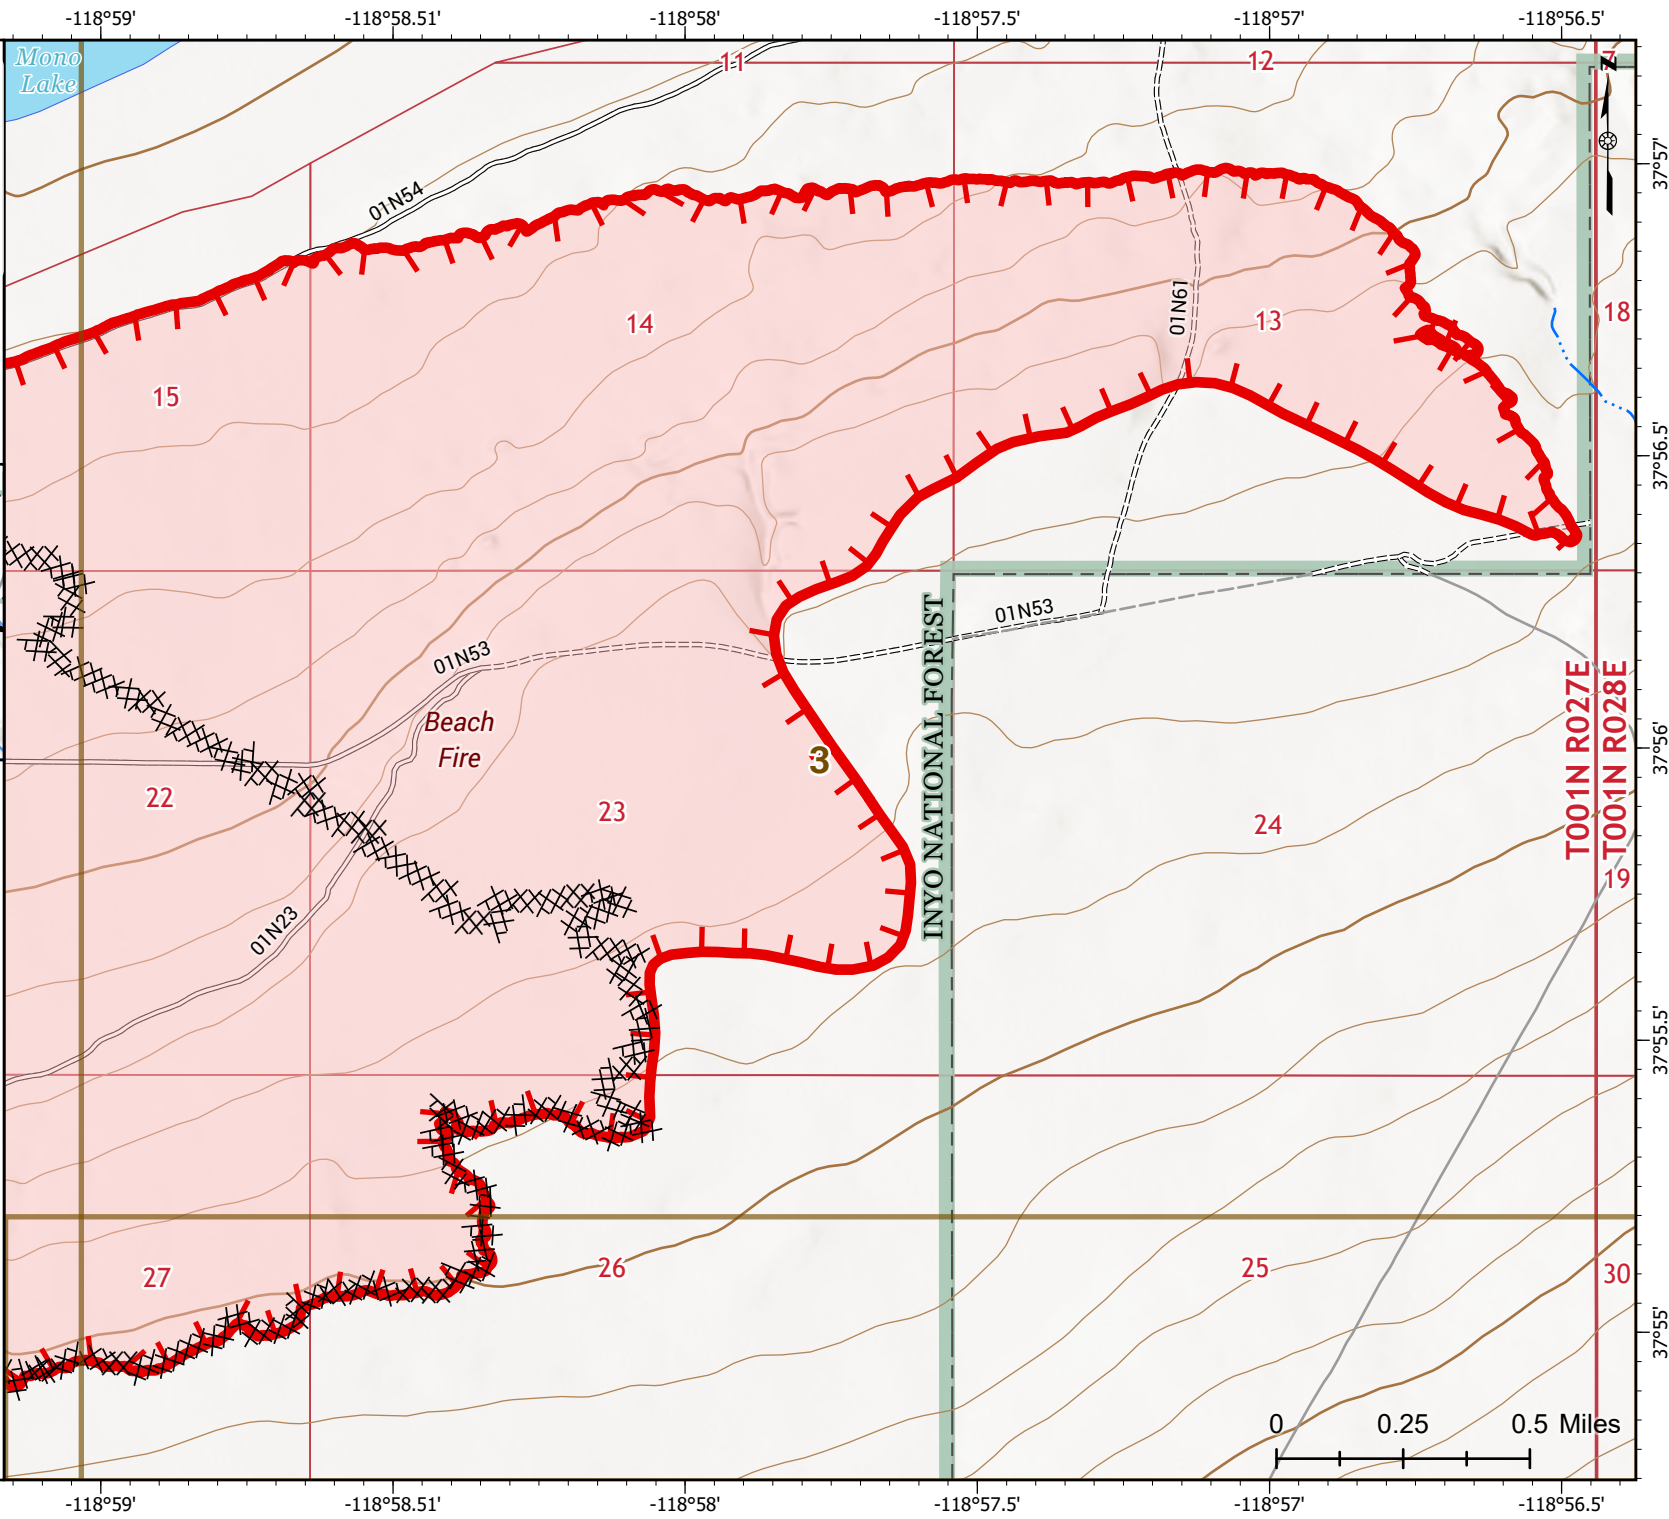 -118°59' -118°58.51' -118°58' -118°57.5' -118°57' -118°56.5'
Mono
Lake
11
12
7
N
37°57'
01N54
18
01N61
14
13
15
37°56.5'
01N53
01N53
INYO NATIONAL FOREST
T001N R027E
T001N R028E
Beach
Fire
3
37°56'
22
23
24
19
01N23
37°55.5'
27
26
25
30
37°55'
0 0.25 0.5 Miles
-118°59' -118°58.51' -118°58' -118°57.5' -118°57' -118°56.5'